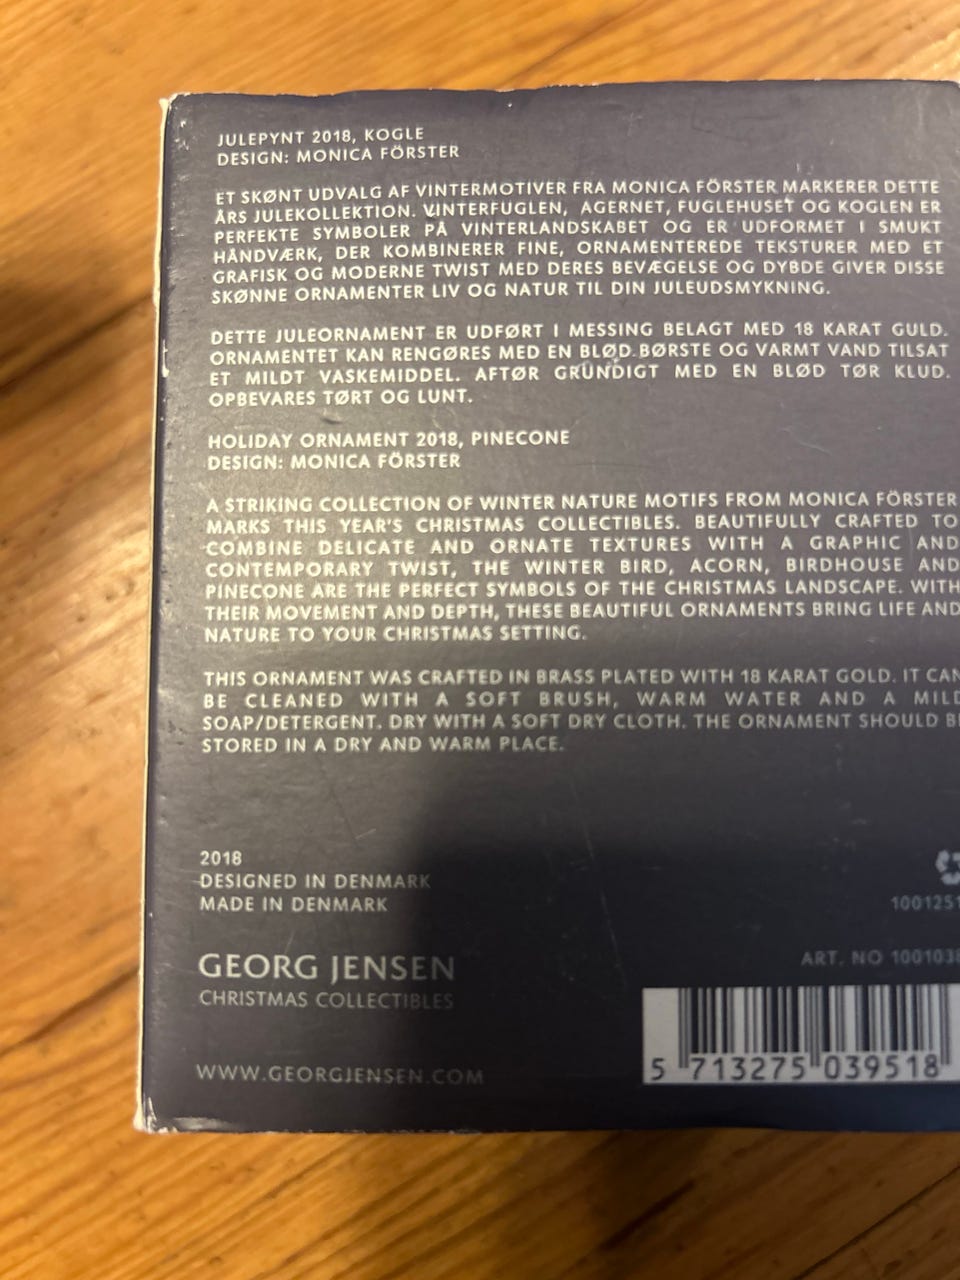 JULEPYNT 2018, KOGLE
DESIGN: MONICA FÖRSTER
ET SKØNT UDVALG AF VINTERMOTIVER FRA MONICA FÖRSTER MARKERER DETTE
ÅRS JULEKOLLEKTION. VINTERFUGLEN, AGERNET, FUGLEHUSET OG KOGLEN ER
PERFEKTE SYMBOLER PÅ VINTERLANDSKABET OG ER UDFORMET I SMUKT
HÅNDVÆRK, DER KOMBINERER FINE, ORNAMENTEREDE TEKSTURER MED ET
GRAFISK OG MODERNE TWIST MED DERES BEVÆGELSE OG DYBDE GIVER DISSE
SKØNNE ORNAMENTER LIV OG NATUR TIL DIN JULEUDSMYKNING.
DETTE JULEORNAMENT ER UDFØRT I MESSING BELAGT MED 18 KARAT GULD.
ORNAMENTET KAN RENGØRES MED EN BLØD BØRSTE OG VARMT VAND TILSAT
ET MILDT VASKEMIDDEL. AFTØR GRUNDIGT MED EN BLØD TØR KLUD.
OPBEVARES TØRT OG LUNT.
HOLIDAY ORNAMENT 2018, PINECONE
DESIGN: MONICA FÖRSTER
A STRIKING COLLECTION OF WINTER NATURE MOTIFS FROM MONICA FÖRSTER
MARKS THIS YEAR'S CHRISTMAS COLLECTIBLES. BEAUTIFULLY CRAFTED TO
COMBINE DELICATE AND ORNATE TEXTURES WITH A GRAPHIC AND
CONTEMPORARY TWIST, THE WINTER BIRD, ACORN, BIRDHOUSE AND
PINECONE ARE THE PERFECT SYMBOLS OF THE CHRISTMAS LANDSCAPE. WITH
THEIR MOVEMENT AND DEPTH, THESE BEAUTIFUL ORNAMENTS BRING LIFE AND
NATURE TO YOUR CHRISTMAS SETTING.
THIS ORNAMENT WAS CRAFTED IN BRASS PLATED WITH 18 KARAT GOLD. IT CAN
BE CLEANED WITH A SOFT BRUSH, WARM WATER AND A MILD
SOAP/DETERGENT. DRY WITH A SOFT DRY CLOTH. THE ORNAMENT SHOULD BE
STORED IN A DRY AND WARM PLACE.
2018
DESIGNED IN DENMARK
MADE IN DENMARK
1001251
GEORG JENSEN
CHRISTMAS COLLECTIBLES
ART. NO 1001038
WWW.GEORGJENSEN.COM
5 713275 039518